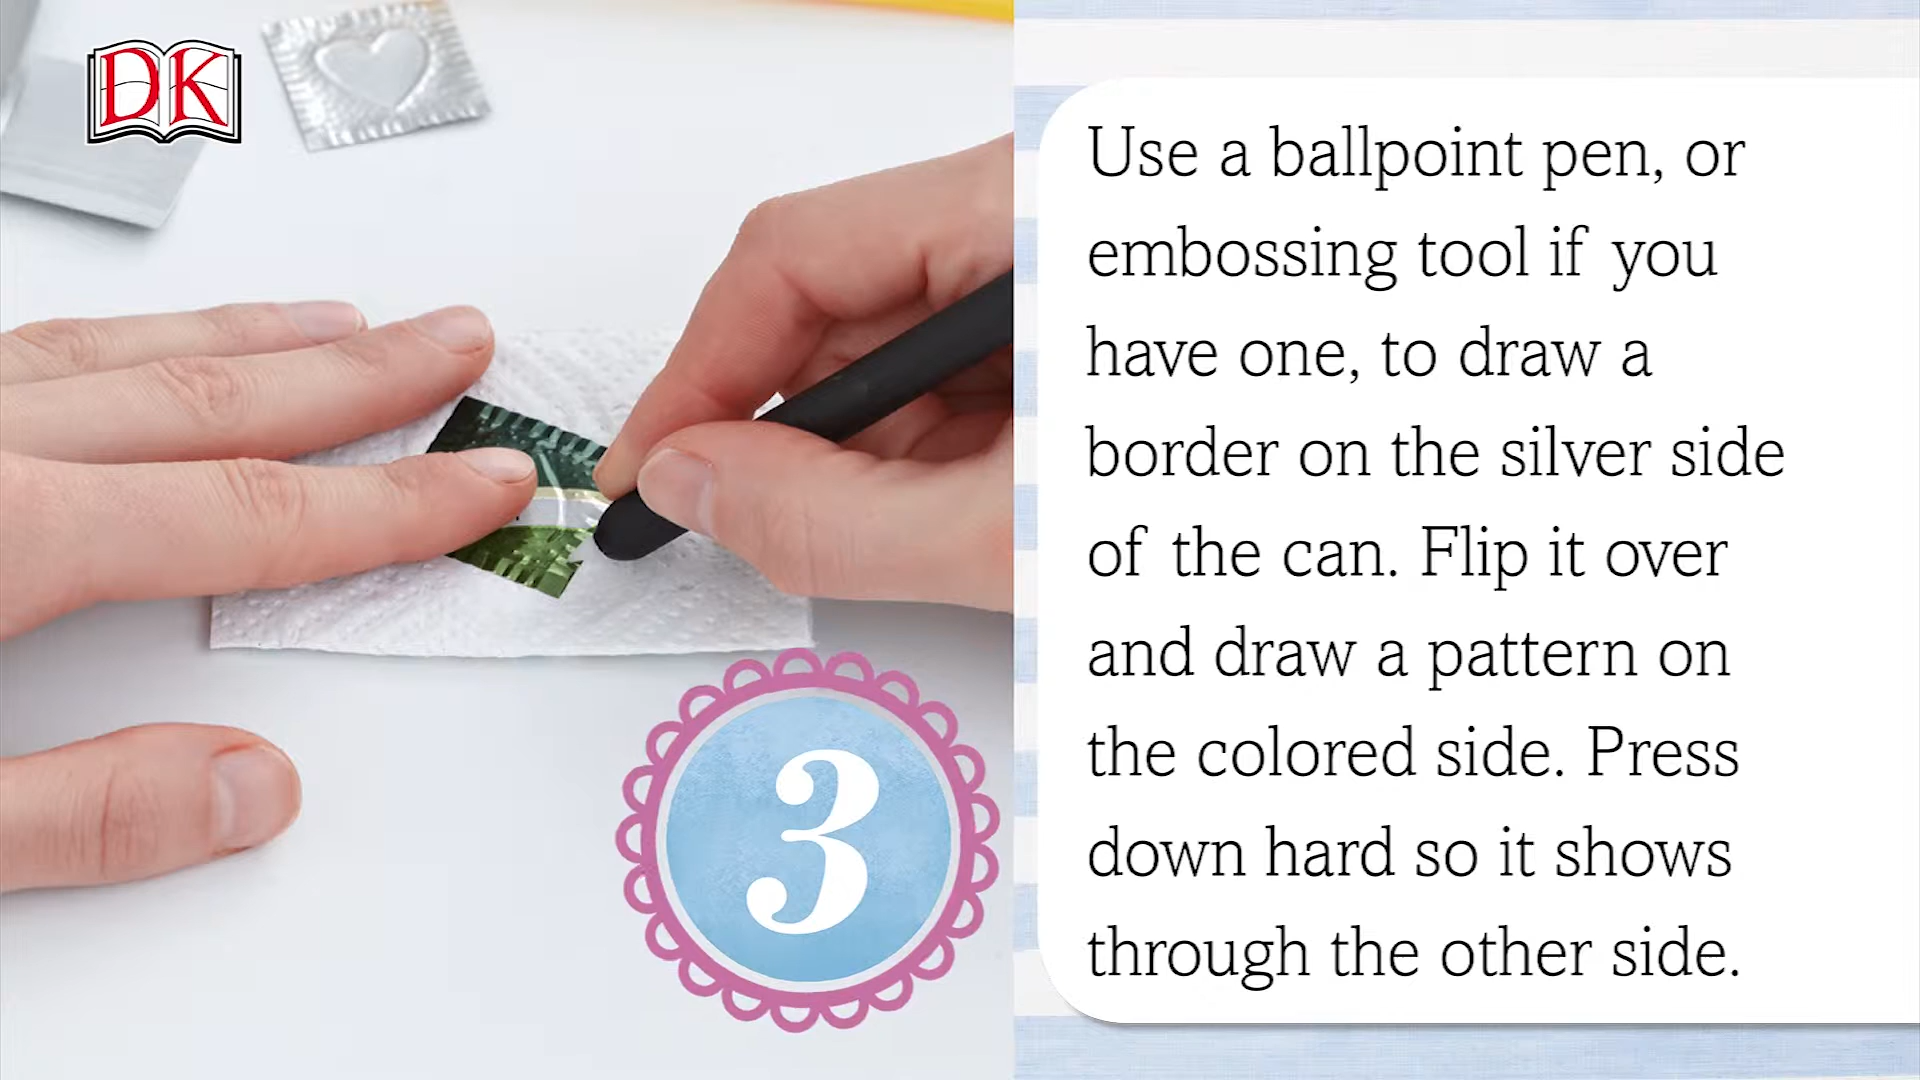 DK
Use a ballpoint pen, or
embossing tool if you
have one, to draw a
border on the silver side
of the can. Flip it over
and draw a pattern on
the colored side. Press
down hard so it shows
through the other side.
3